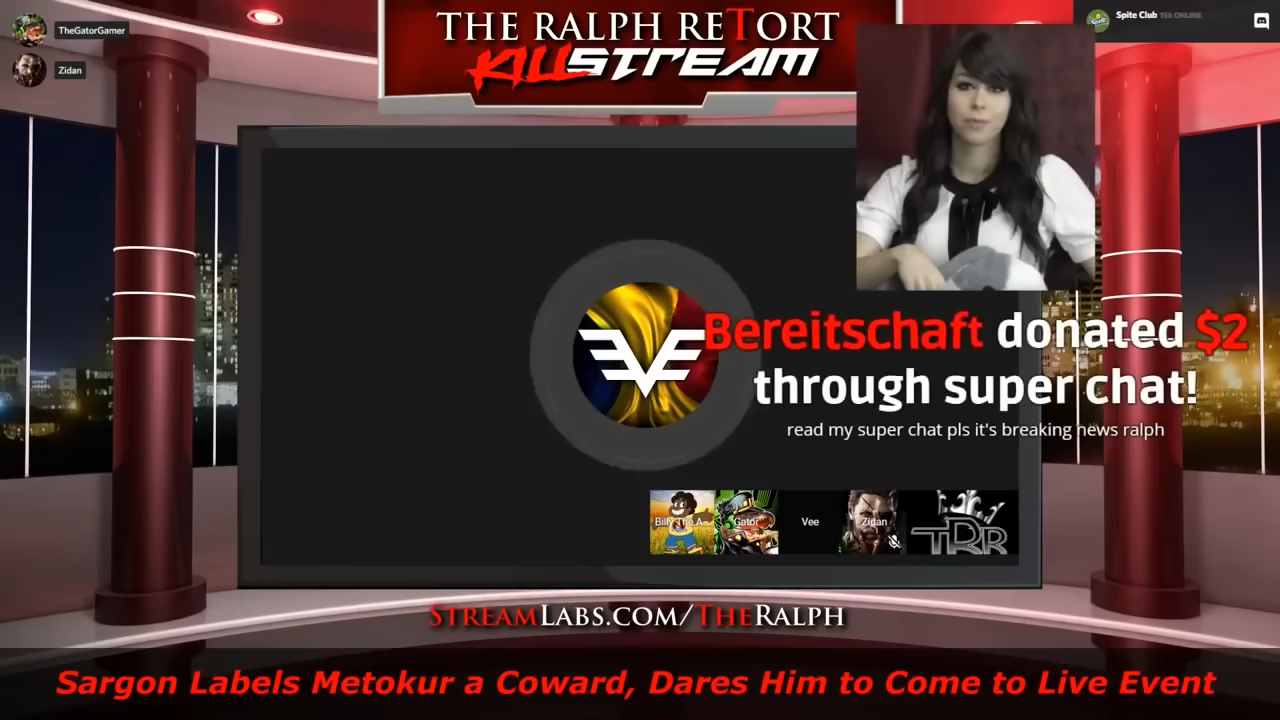 TheGatorGamer
Zidan
THE RALPH RETORT
KILLSTREAM
Spite Club 156 ONLINE
Bereitschaft donated $2
through super chat!
read my super chat pls it's breaking news ralph
Billy The A...
Gator
Vee
Zidan
TRR
STREAMLABS.COM/THERALPH
Sargon Labels Metokur a Coward, Dares Him to Come to Live Event